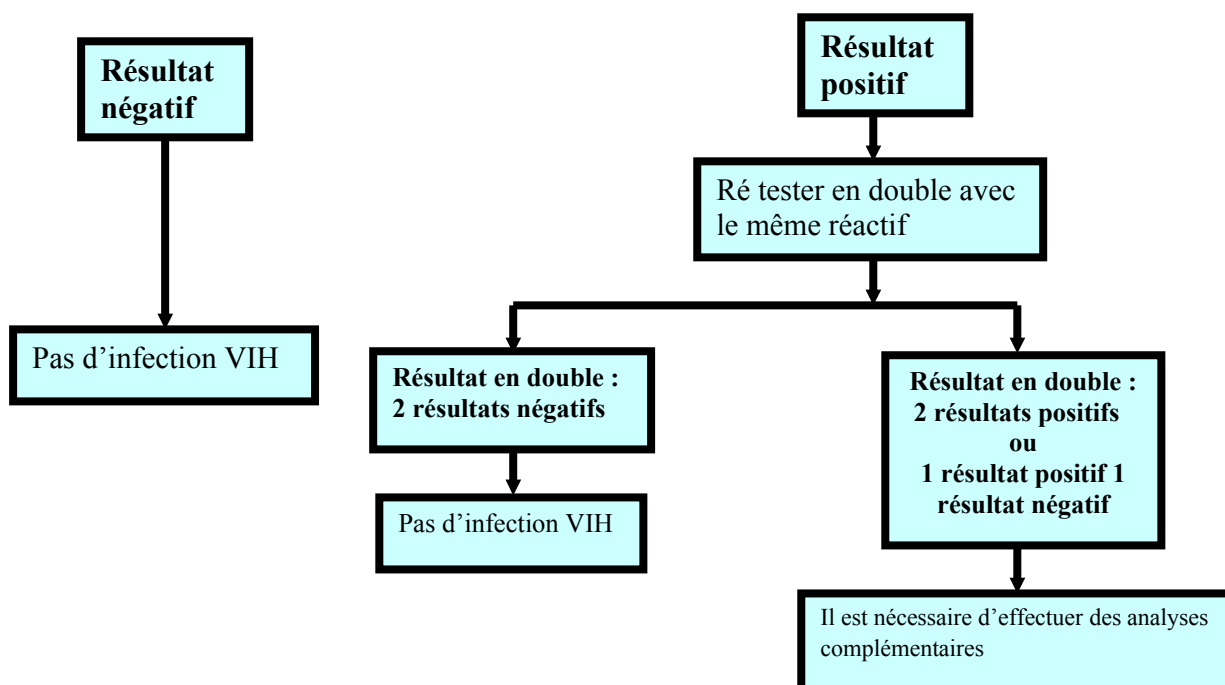 Résultat
négatif
Résultat
positif
Ré tester en double avec
le même réactif
Pas d’infection VIH
Résultat en double :
2 résultats négatifs
Résultat en double :
2 résultats positifs
ou
1 résultat positif 1
résultat négatif
Pas d’infection VIH
Il est nécessaire d’effectuer des analyses
complémentaires